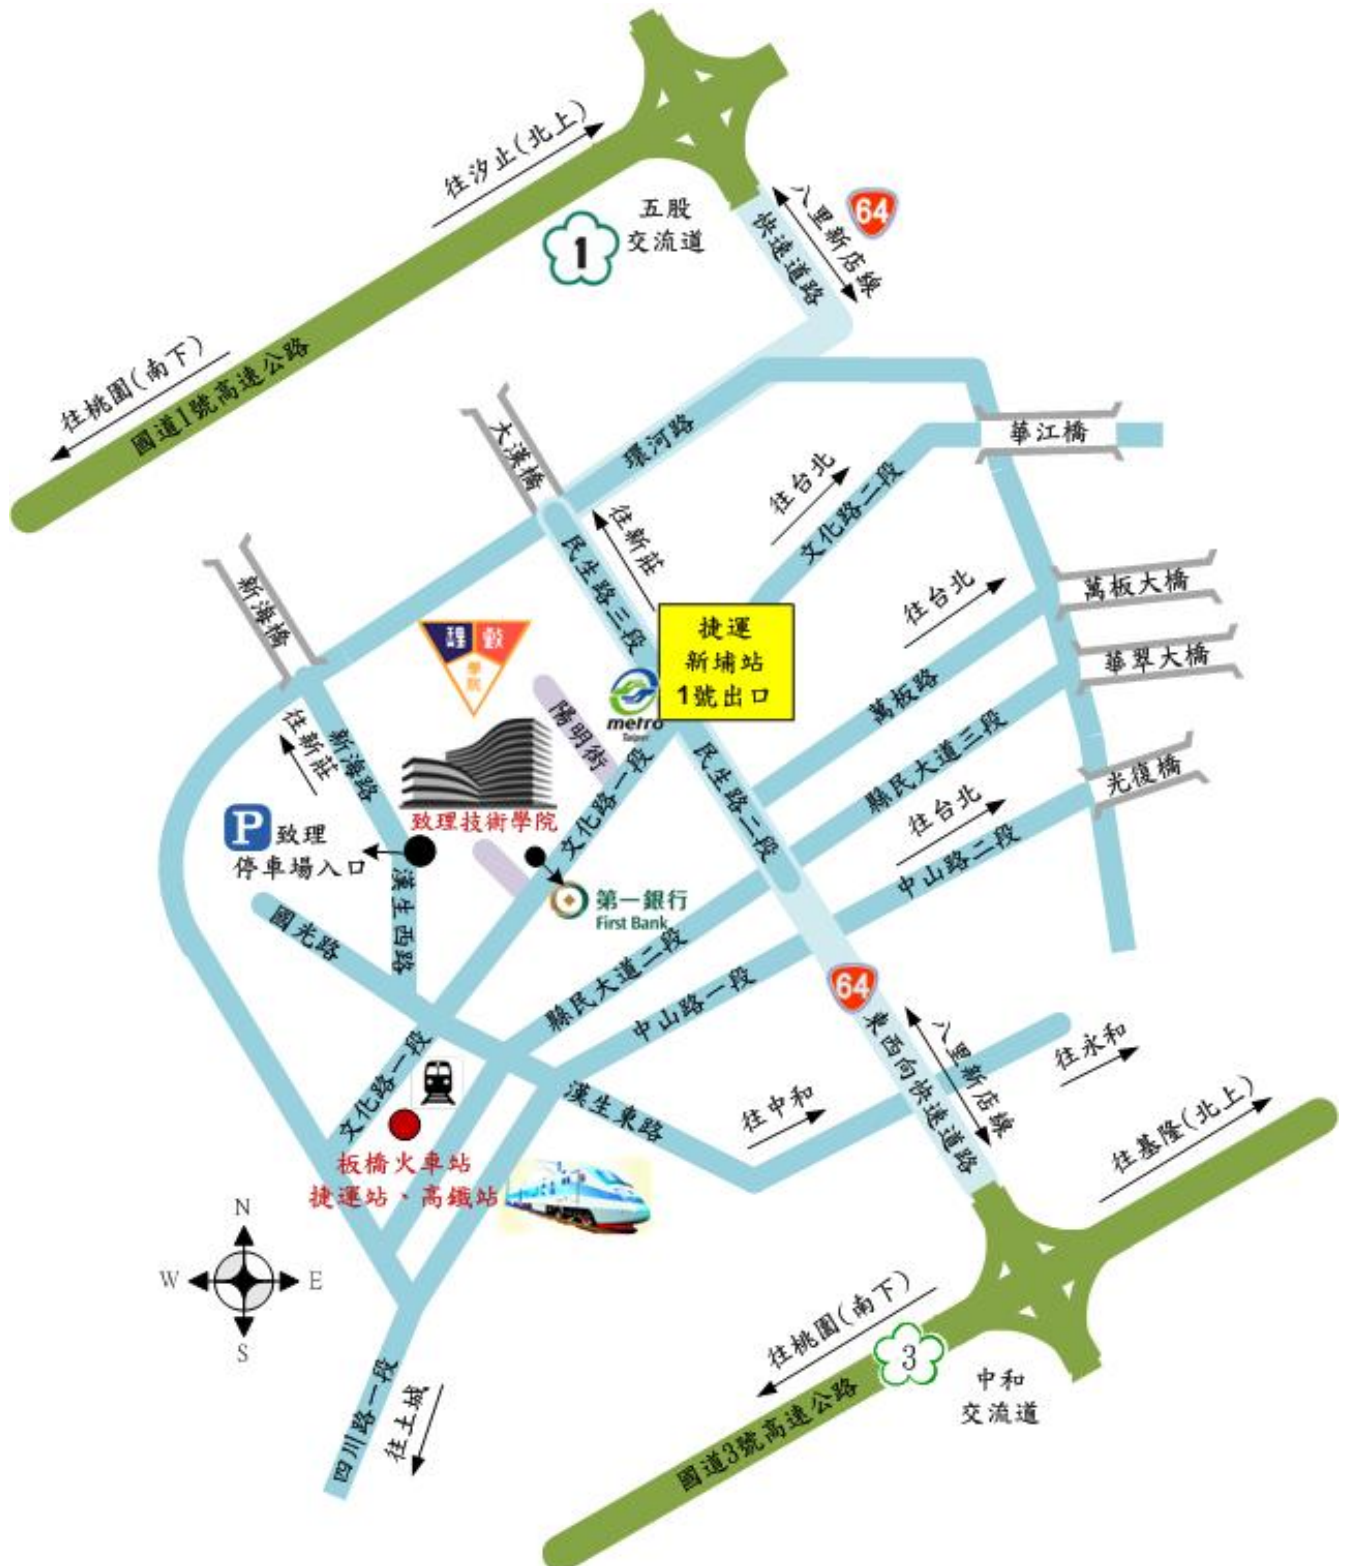 往汐止(北上)
64
八里新店線
快速道路
五股
交流道
1
往桃園(南下)
國道1號高速公路
大漢橋
環河路
華江橋
往台北
文化路二段
往新莊
民生路三段
新海橋
往台北
萬板大橋
捷運
新埔站
1號出口
華翠大橋
理 致
學院
metro
Taipei
陽明街
萬板路
縣民大道三段
光復橋
往新莊
新海路
民生路二段
文化路一段
往台北
中山路二段
P
致理
停車場入口
致理技術學院
第一銀行
First Bank
漢生西路
國光路
縣民大道二段
中山路一段
64
東西向快速道路
八里新店線
往永和
文化路一段
漢生東路
往中和
往基隆(北上)
板橋火車站
捷運站、高鐵站
N
W
E
S
往桃園(南下)
3
中和
交流道
國道3號高速公路
四川路一段
往土城